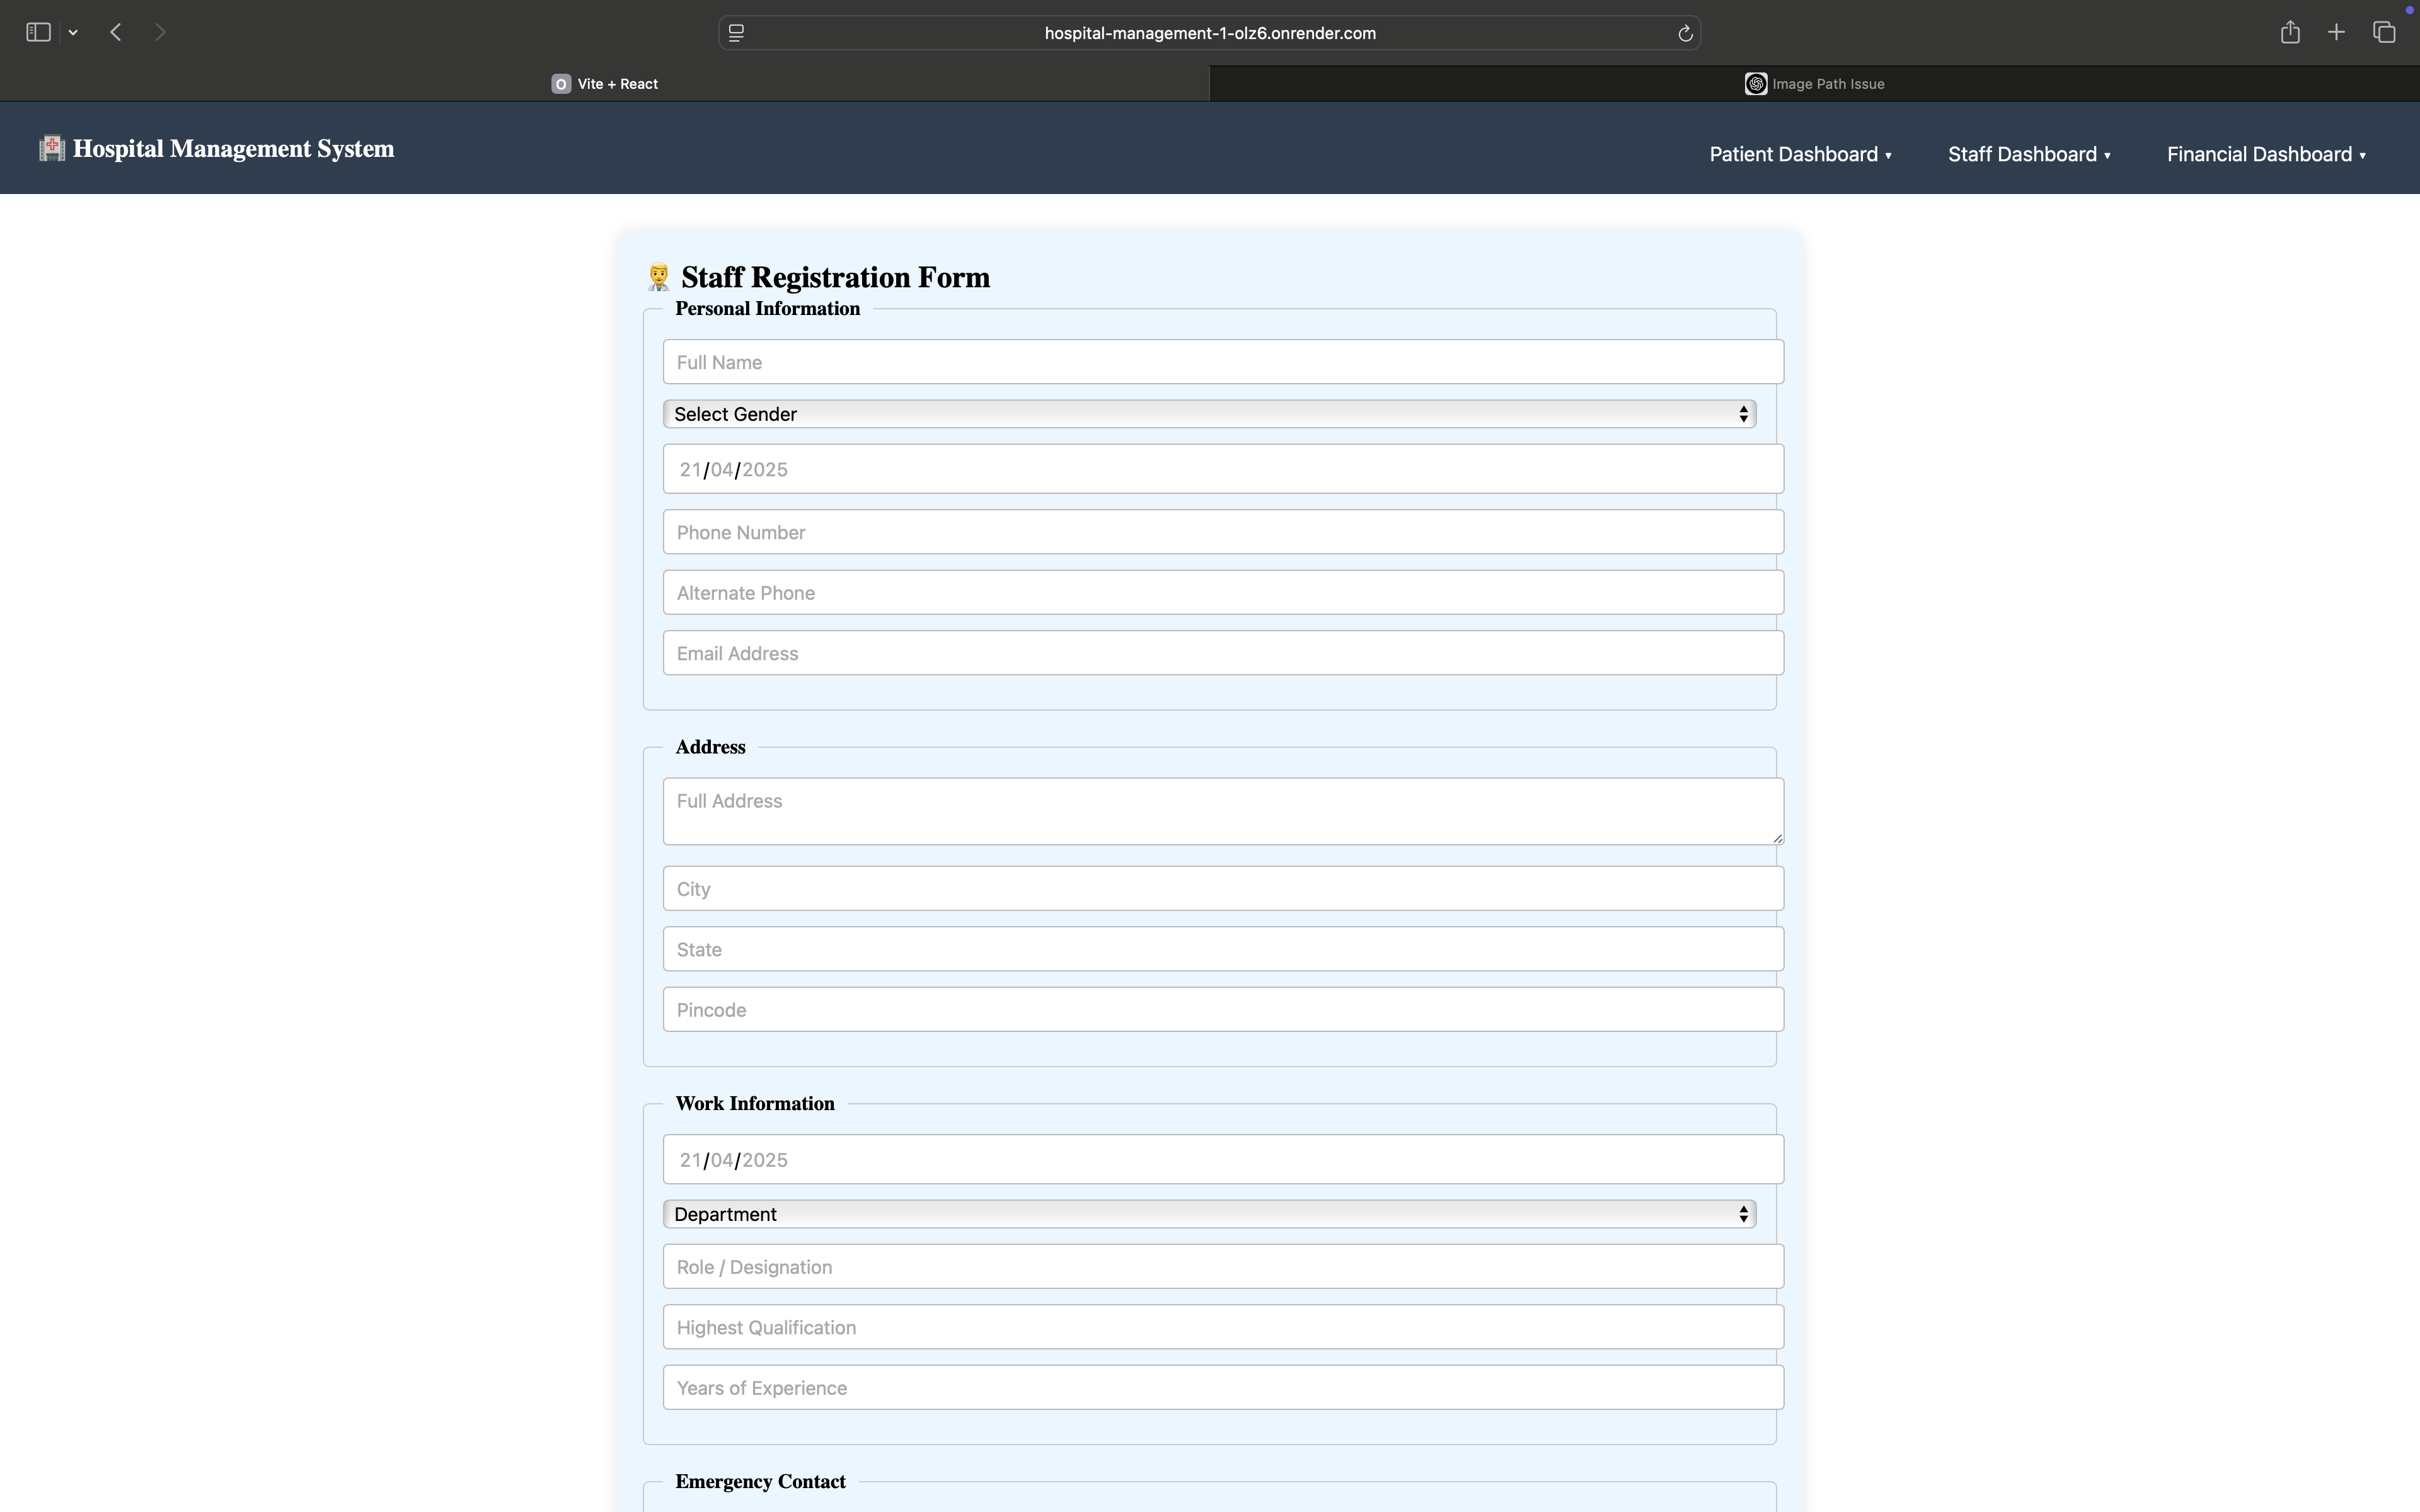 hospital-management-1-olz6.onrender.com
O Vite + React
Image Path Issue
Hospital Management System
Patient Dashboard ▾
Staff Dashboard ▾
Financial Dashboard ▾
Staff Registration Form
Personal Information
Full Name
Select Gender
21/04/2025
Phone Number
Alternate Phone
Email Address
Address
Full Address
City
State
Pincode
Work Information
21/04/2025
Department
Role / Designation
Highest Qualification
Years of Experience
Emergency Contact